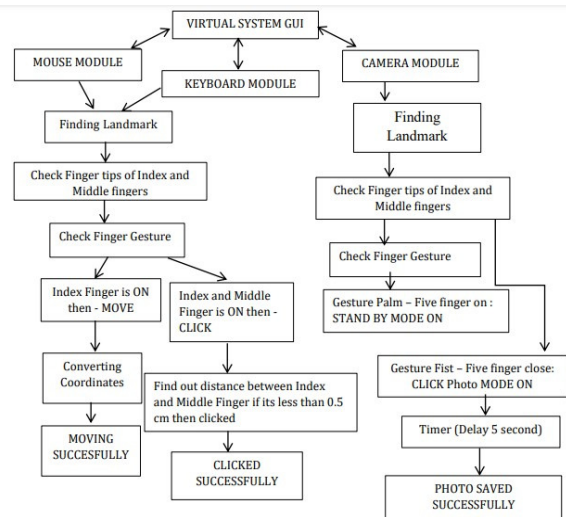 VIRTUAL SYSTEM GUI
MOUSE MODULE
KEYBOARD MODULE
CAMERA MODULE
Finding Landmark
Finding
Landmark
Check Finger tips of Index and
Middle fingers
Check Finger tips of Index and
Middle fingers
Check Finger Gesture
Check Finger Gesture
Index Finger is ON
then - MOVE
Index and Middle
Finger is ON then -
CLICK
Gesture Palm – Five finger on :
STAND BY MODE ON
Converting
Coordinates
Find out distance between Index
and Middle Finger if its less than 0.5
cm then clicked
Gesture Fist – Five finger close:
CLICK Photo MODE ON
MOVING
SUCCESFULLY
CLICKED
SUCCESSFULLY
Timer (Delay 5 second)
PHOTO SAVED
SUCCESSFULLY